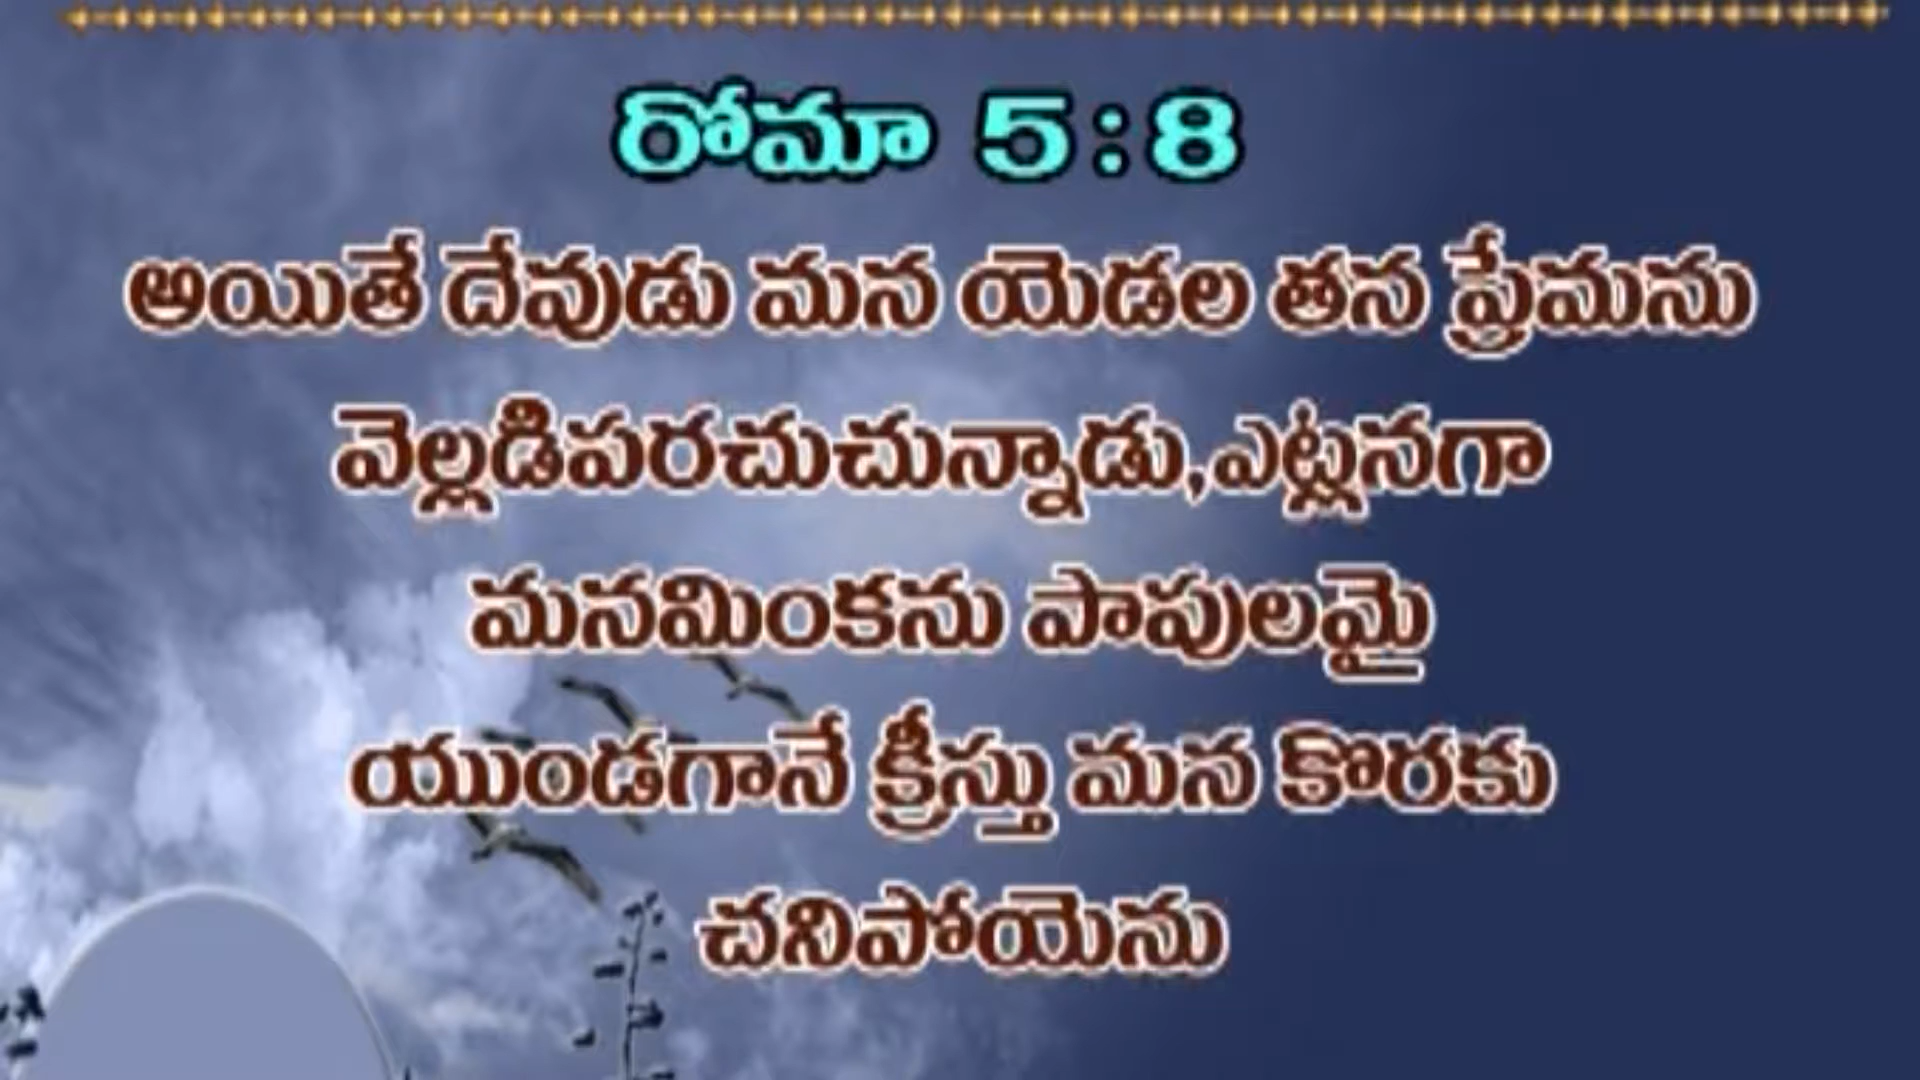 రోమా 5:8
అయితే దేవుడు మన యెడల తన ప్రేమను
వెల్లడిపరచుచున్నాడు,ఎట్లనగా
మనమింకను పాపులమై
యుండగానే క్రీస్తు మన కొరకు
చనిపోయెను